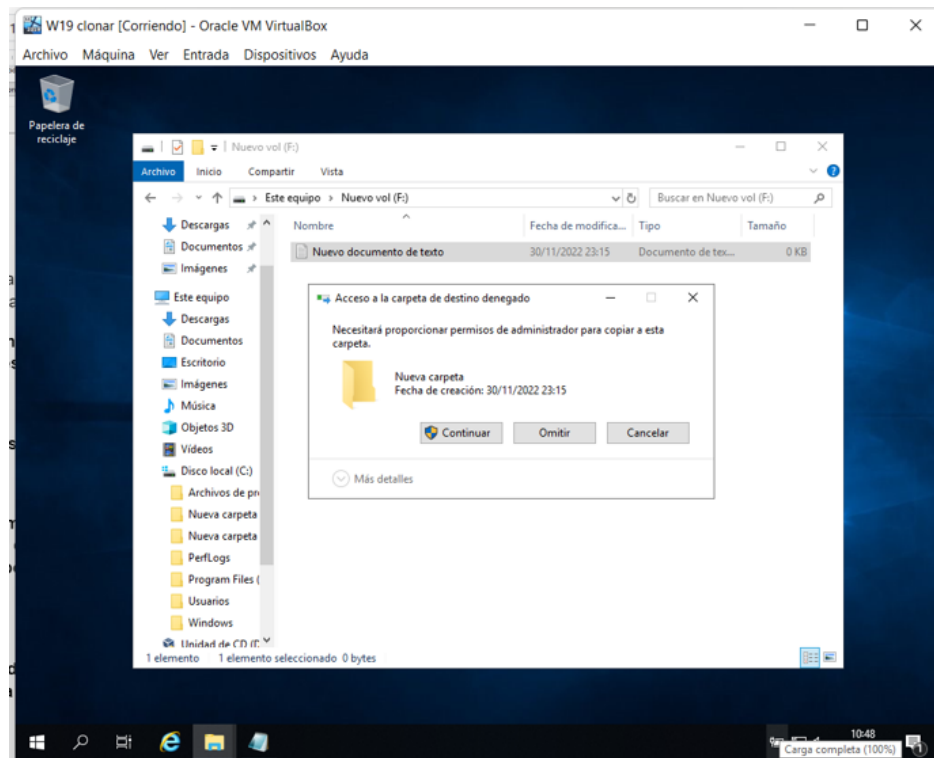 W19 clonar [Corriendo] - Oracle VM VirtualBox
Archivo Máquina Ver Entrada Dispositivos Ayuda
Papelera de
reciclaje
Nuevo vol (F:)
Archivo Inicio Compartir Vista
Este equipo > Nuevo vol (F:)
Buscar en Nuevo vol (F:)
Nombre Fecha de modifica... Tipo Tamaño
Nuevo documento de texto 30/11/2022 23:15 Documento de tex... 0 KB
Descargas
Documentos
Imágenes
Este equipo
Descargas
Documentos
Escritorio
Imágenes
Música
Objetos 3D
Vídeos
Disco local (C:)
Archivos de pr
Nueva carpeta
Nueva carpeta
PerfLogs
Program Files (
Usuarios
Windows
Unidad de CD (
Acceso a la carpeta de destino denegado
Necesitará proporcionar permisos de administrador para copiar a esta
carpeta.
Nueva carpeta
Fecha de creación: 30/11/2022 23:15
Continuar Omitir Cancelar
Más detalles
1 elemento 1 elemento seleccionado 0 bytes
10:48
Carga completa (100%)
1